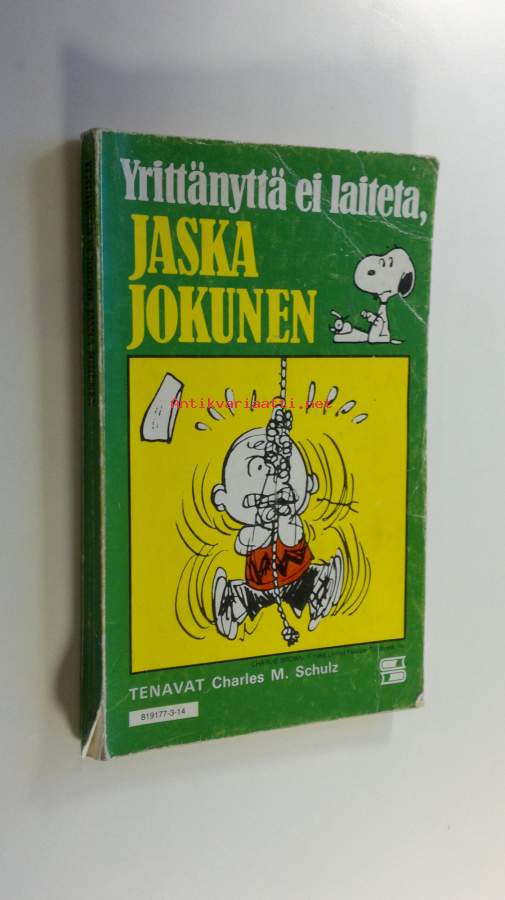 Yrittänyttä ei laiteta,
JASKA
JOKUNEN
antikvariaatti.net
TENAVAT Charles M. Schulz
819177-3-14